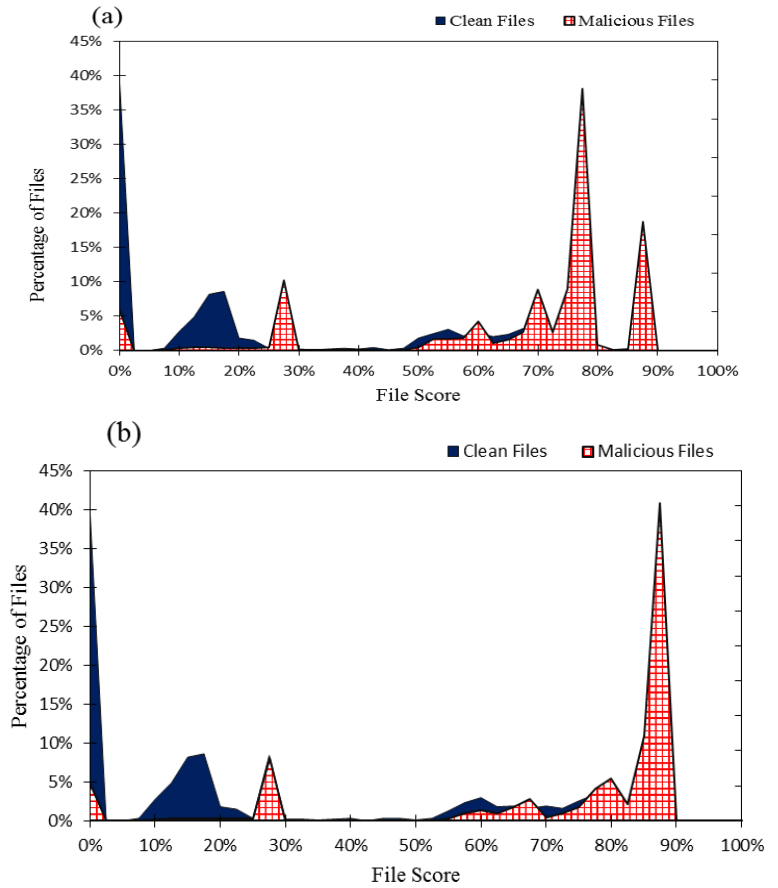 (a)
Clean Files Malicious Files
45%
40%
35%
30%
25%
20%
15%
10%
5%
0%
Percentage of Files
0% 10% 20% 30% 40% 50% 60% 70% 80% 90% 100%
File Score
(b)
Clean Files Malicious Files
45%
40%
35%
30%
25%
20%
15%
10%
5%
0%
Percentage of Files
0% 10% 20% 30% 40% 50% 60% 70% 80% 90% 100%
File Score